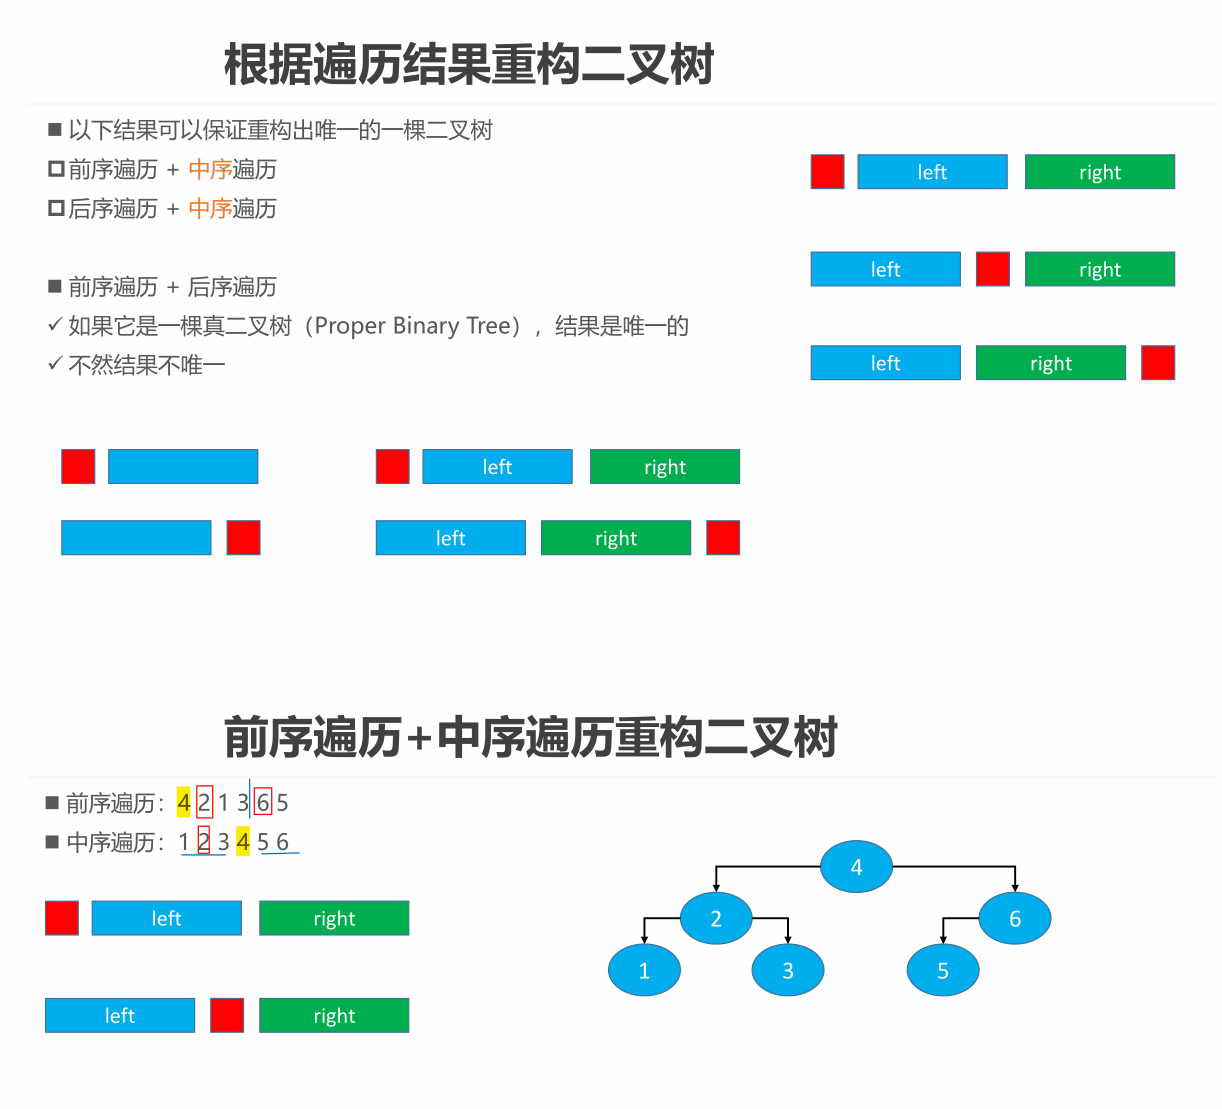 根据遍历结果重构二叉树
■ 以下结果可以保证重构出唯一的一棵二叉树
前序遍历 + 中序遍历
后序遍历 + 中序遍历
■ 前序遍历 + 后序遍历
✓ 如果它是一棵真二叉树（Proper Binary Tree），结果是唯一的
✓ 不然结果不唯一
left right
left right
left right
left right
left right
前序遍历+中序遍历重构二叉树
■ 前序遍历：4 2 1 3 6 5
■ 中序遍历：1 2 3 4 5 6
left right
left right
4
2 6
1 3 5